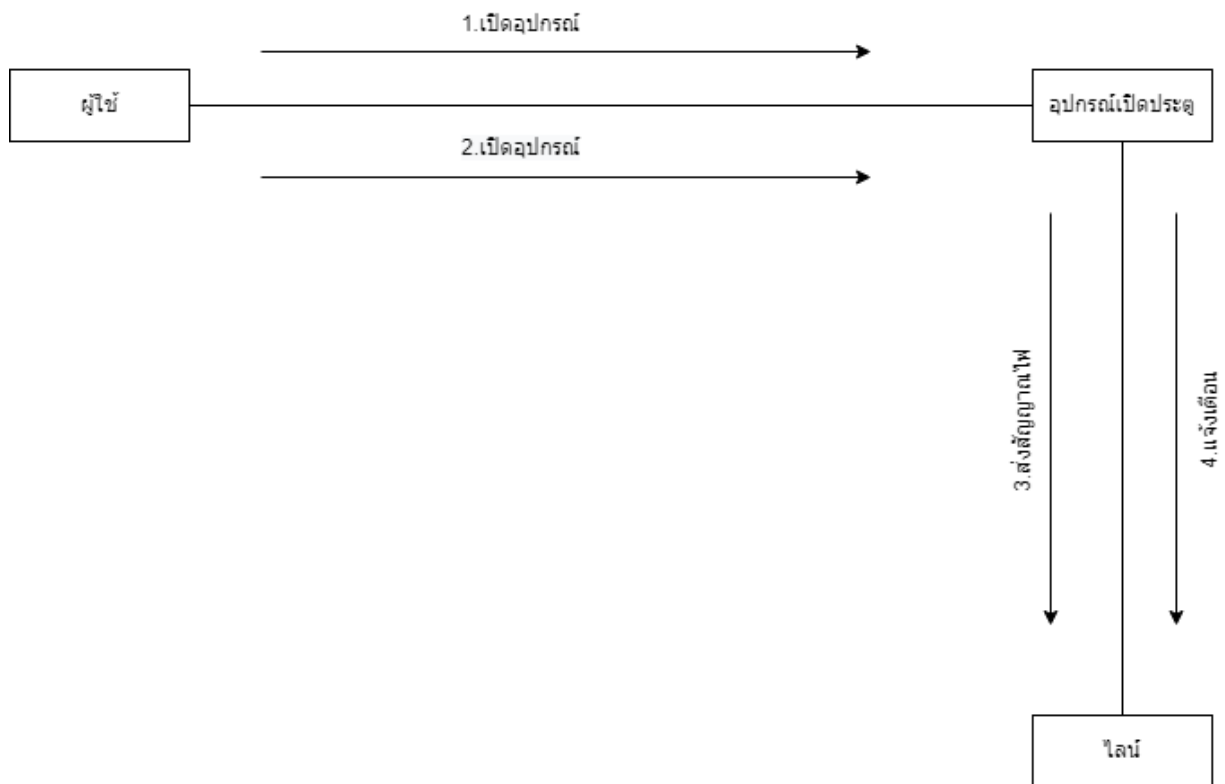 1.เปิดอุปกรณ์
ผู้ใช้
อุปกรณ์เปิดประตู
2.เปิดอุปกรณ์
3.ส่งสัญญาณไฟ
4.แจ้งเตือน
ไลน์